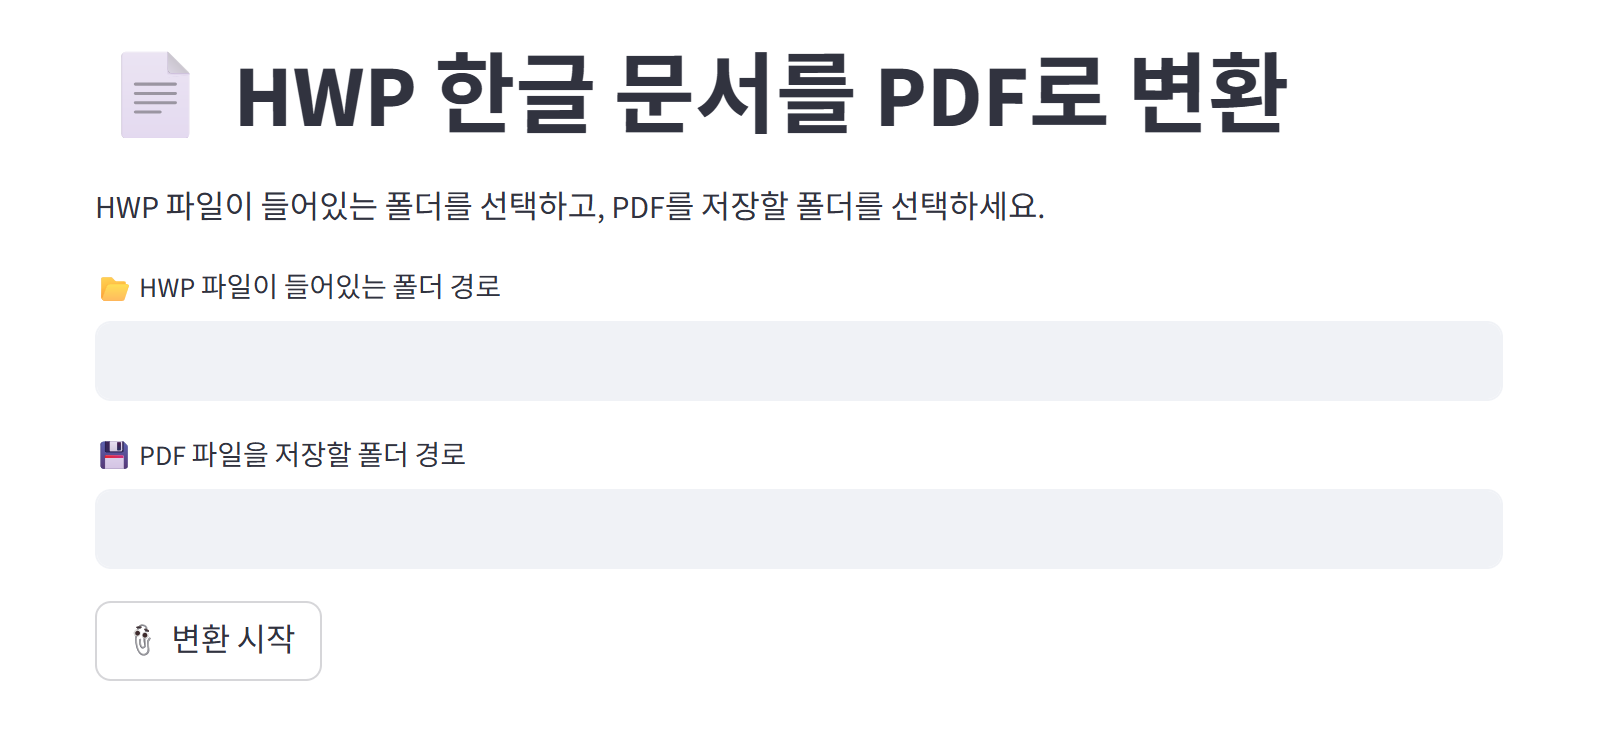 HWP 한글 문서를 PDF로 변환
HWP 파일이 들어있는 폴더를 선택하고, PDF를 저장할 폴더를 선택하세요.
HWP 파일이 들어있는 폴더 경로
PDF 파일을 저장할 폴더 경로
변환 시작